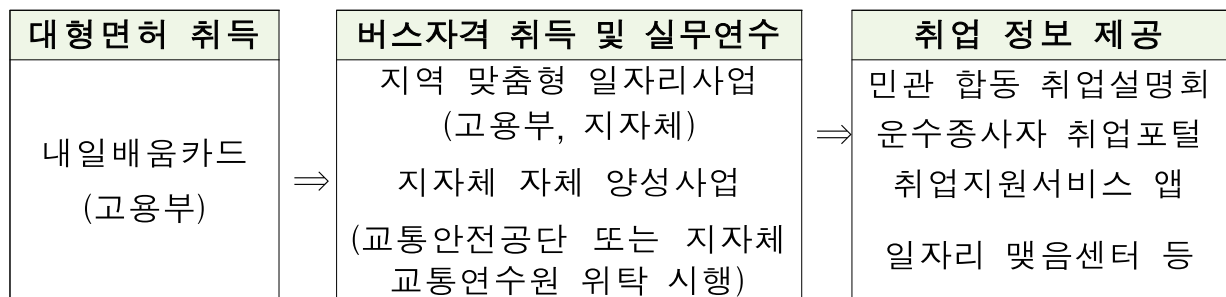 대형면허 취득
내일배움카드
(고용부)
⇒
버스자격 취득 및 실무연수
지역 맞춤형 일자리사업
(고용부, 지자체)
지자체 자체 양성사업
(교통안전공단 또는 지자체
교통연수원 위탁 시행)
⇒
취업 정보 제공
민관 합동 취업설명회
운수종사자 취업포털
취업지원서비스 앱
일자리 맺음센터 등